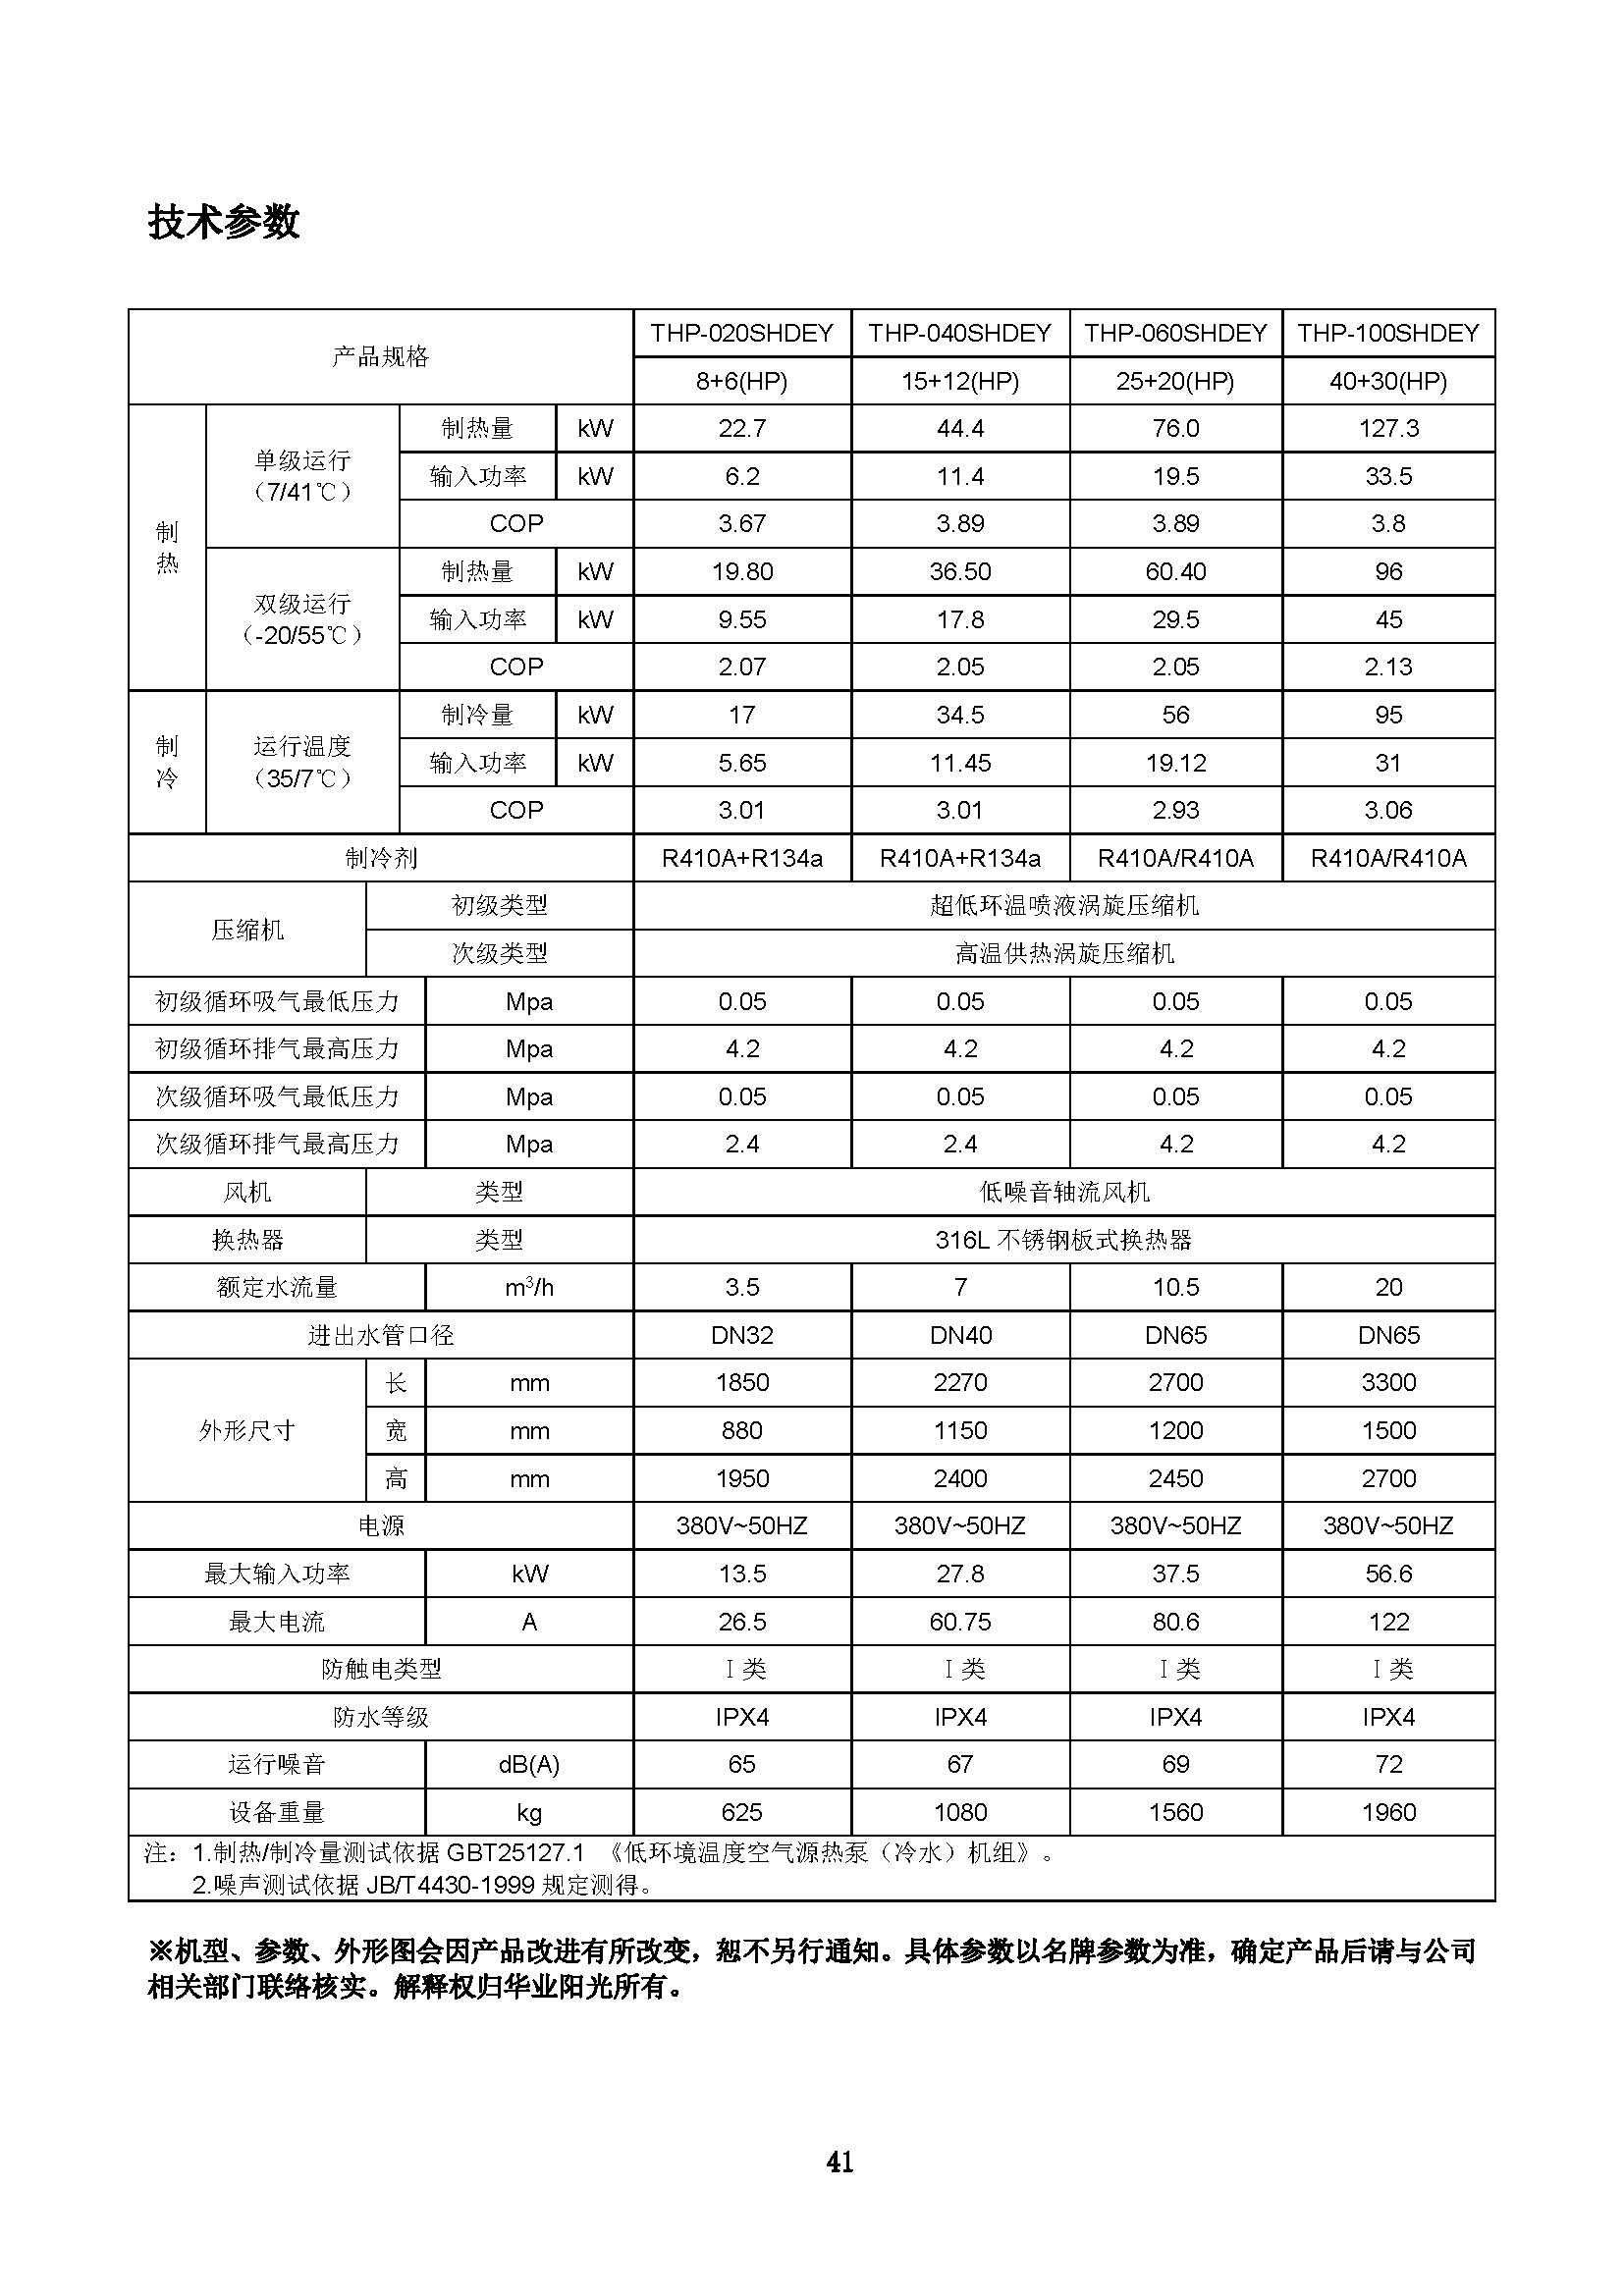 技术参数
产品规格 THP-020SHDEY THP-040SHDEY THP-060SHDEY THP-100SHDEY
8+6(HP) 15+12(HP) 25+20(HP) 40+30(HP)
制热 单级运行（7/41℃） 制热量 kW 22.7 44.4 76.0 127.3
输入功率 kW 6.2 11.4 19.5 33.5
COP 3.67 3.89 3.89 3.8
双级运行（-20/55℃） 制热量 kW 19.80 36.50 60.40 96
输入功率 kW 9.55 17.8 29.5 45
COP 2.07 2.05 2.05 2.13
制冷 运行温度（35/7℃） 制冷量 kW 17 34.5 56 95
输入功率 kW 5.65 11.45 19.12 31
COP 3.01 3.01 2.93 3.06
制冷剂 R410A+R134a R410A+R134a R410A/R410A R410A/R410A
压缩机 初级类型 超低环温喷液涡旋压缩机
次级类型 高温供热涡旋压缩机
初级循环吸气最低压力 Mpa 0.05 0.05 0.05 0.05
初级循环排气最高压力 Mpa 4.2 4.2 4.2 4.2
次级循环吸气最低压力 Mpa 0.05 0.05 0.05 0.05
次级循环排气最高压力 Mpa 2.4 2.4 4.2 4.2
风机 类型 低噪音轴流风机
换热器 类型 316L 不锈钢板式换热器
额定水流量 m³/h 3.5 7 10.5 20
进出水管口径 DN32 DN40 DN65 DN65
外形尺寸 长 mm 1850 2270 2700 3300
宽 mm 880 1150 1200 1500
高 mm 1950 2400 2450 2700
电源 380V~50HZ 380V~50HZ 380V~50HZ 380V~50HZ
最大输入功率 kW 13.5 27.8 37.5 56.6
最大电流 A 26.5 60.75 80.6 122
防触电类型 Ⅰ类 Ⅰ类 Ⅰ类 Ⅰ类
防水等级 IPX4 IPX4 IPX4 IPX4
运行噪音 dB(A) 65 67 69 72
设备重量 kg 625 1080 1560 1960
注：1.制热/制冷量测试依据 GBT25127.1 《低环境温度空气源热泵（冷水）机组》。
2.噪声测试依据 JB/T4430-1999 规定测得。
※机型、参数、外形图会因产品改进有所改变，恕不另行通知。具体参数以名牌参数为准，确定产品后请与公司
相关部门联络核实。解释权归华业阳光所有。
41